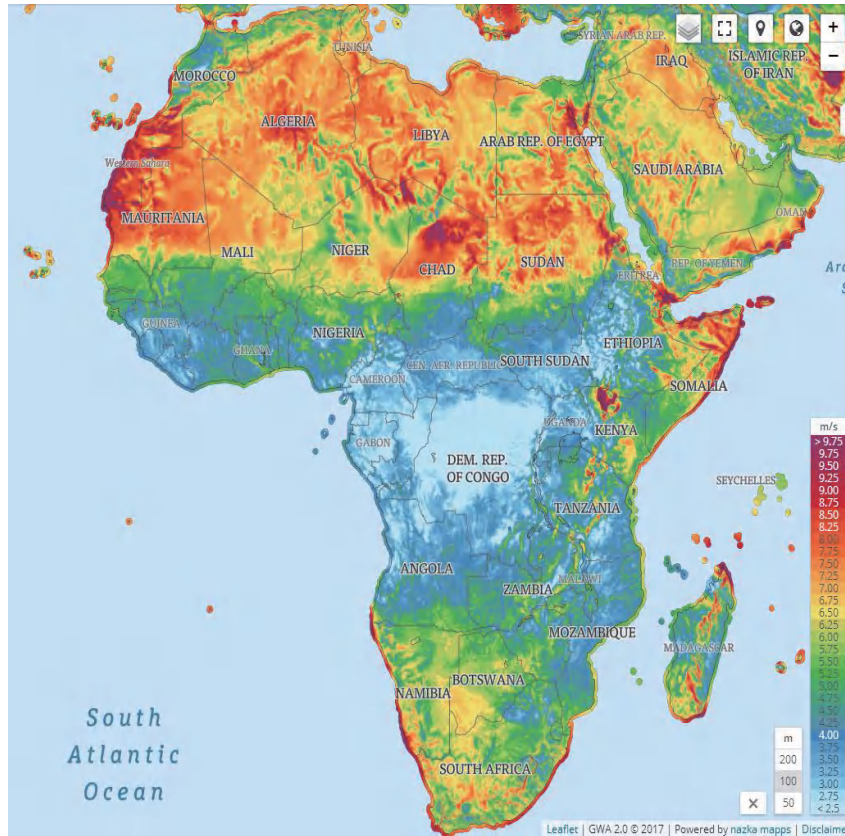 +
−
TUNISIA
SYRIAN ARAB REP.
IRAQ
ISLAMIC REP.
OF IRAN
MOROCCO
ALGERIA
LIBYA
ARAB REP. OF EGYPT
Western Sahara
SAUDI ARABIA
MAURITANIA
OMAN
MALI
NIGER
CHAD
SUDAN
REP. OF YEMEN
ERITREA
Ara
S
GUINEA
GHANA
NIGERIA
ETHIOPIA
CEN. AFR. REPUBLIC
SOUTH SUDAN
CAMEROON
SOMALIA
UGANDA
KENYA
GABON
DEM. REP.
OF CONGO
SEYCHELLES
TANZANIA
ANGOLA
ZAMBIA
MALAWI
MOZAMBIQUE
MADAGASCAR
BOTSWANA
NAMIBIA
SOUTH AFRICA
South
Atlantic
Ocean
m/s
> 9.75
9.75
9.50
9.25
9.00
8.75
8.50
8.25
8.00
7.75
7.50
7.25
7.00
6.75
6.50
6.25
6.00
5.75
5.50
5.25
5.00
4.75
4.50
4.25
4.00
3.75
3.50
3.25
3.00
2.75
< 2.5
m
200
100
50
×
Leaflet | GWA 2.0 © 2017 | Powered by nazka mapps | Disclaime